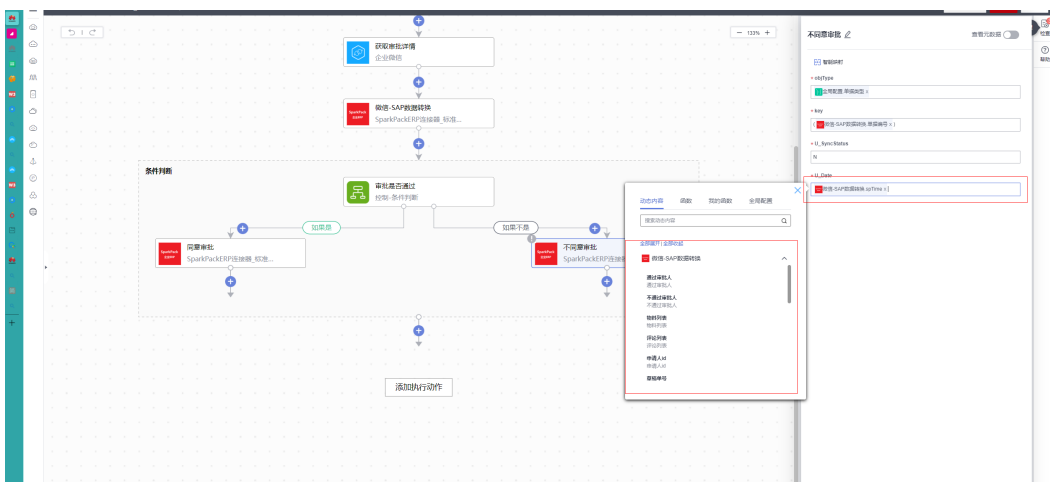 获取审批详情
企业微信
微信-SAP数据转换
SparkPackERP连接器_标准...
条件判断
审批是否通过
控制-条件判断
如果是
如果不是
同意审批
SparkPackERP连接器_标准...
不同意审批
SparkPackERP连接器
添加执行动作
133%
动态内容
函数
我的函数
全局配置
搜索动态内容
全部展开|全部收起
微信-SAP数据转换
通过审批人
通过审批人
不通过审批人
不通过审批人
物料列表
物料列表
评论列表
评论列表
申请人id
申请人id
草稿单号
不同意审批
查看元数据
智能映射
* objType
全局配置.单据类型 x
* key
( 微信-SAP数据转换.单据编号 x )
* U_SyncStatus
N
* U_Date
微信-SAP数据转换.spTime x
检查
帮助